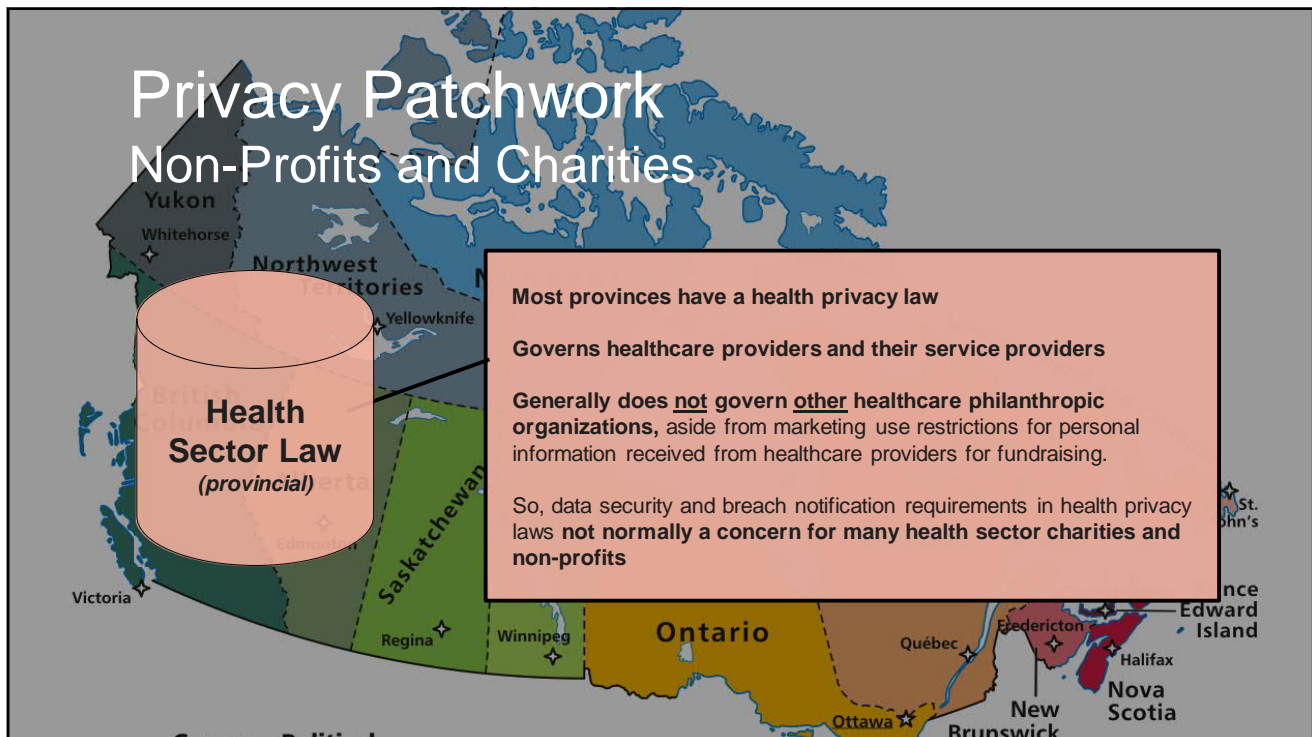 Privacy Patchwork
Non-Profits and Charities
Yukon
Whitehorse
Northwest
Territories
Yellowknife
Most provinces have a health privacy law
Governs healthcare providers and their service providers
Generally does not govern other healthcare philanthropic
organizations, aside from marketing use restrictions for personal
information received from healthcare providers for fundraising.
So, data security and breach notification requirements in health privacy
laws not normally a concern for many health sector charities and
non-profits
British
Columbia
Health
Sector Law
(provincial)
Alberta
Edmonton
Saskatchewan
Victoria
Regina
Winnipeg
Ontario
Québec
Fredericton
St.
Edward
Island
Halifax
Nova
Scotia
New
Brunswick
Ottawa